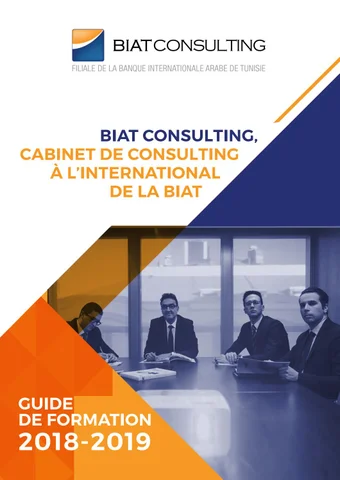 BIATCONSULTING
FILIALE DE LA BANQUE INTERNATIONALE ARABE DE TUNISIE
BIAT CONSULTING,
CABINET DE CONSULTING
À L'INTERNATIONAL
DE LA BIAT
GUIDE
DE FORMATION
2018-2019